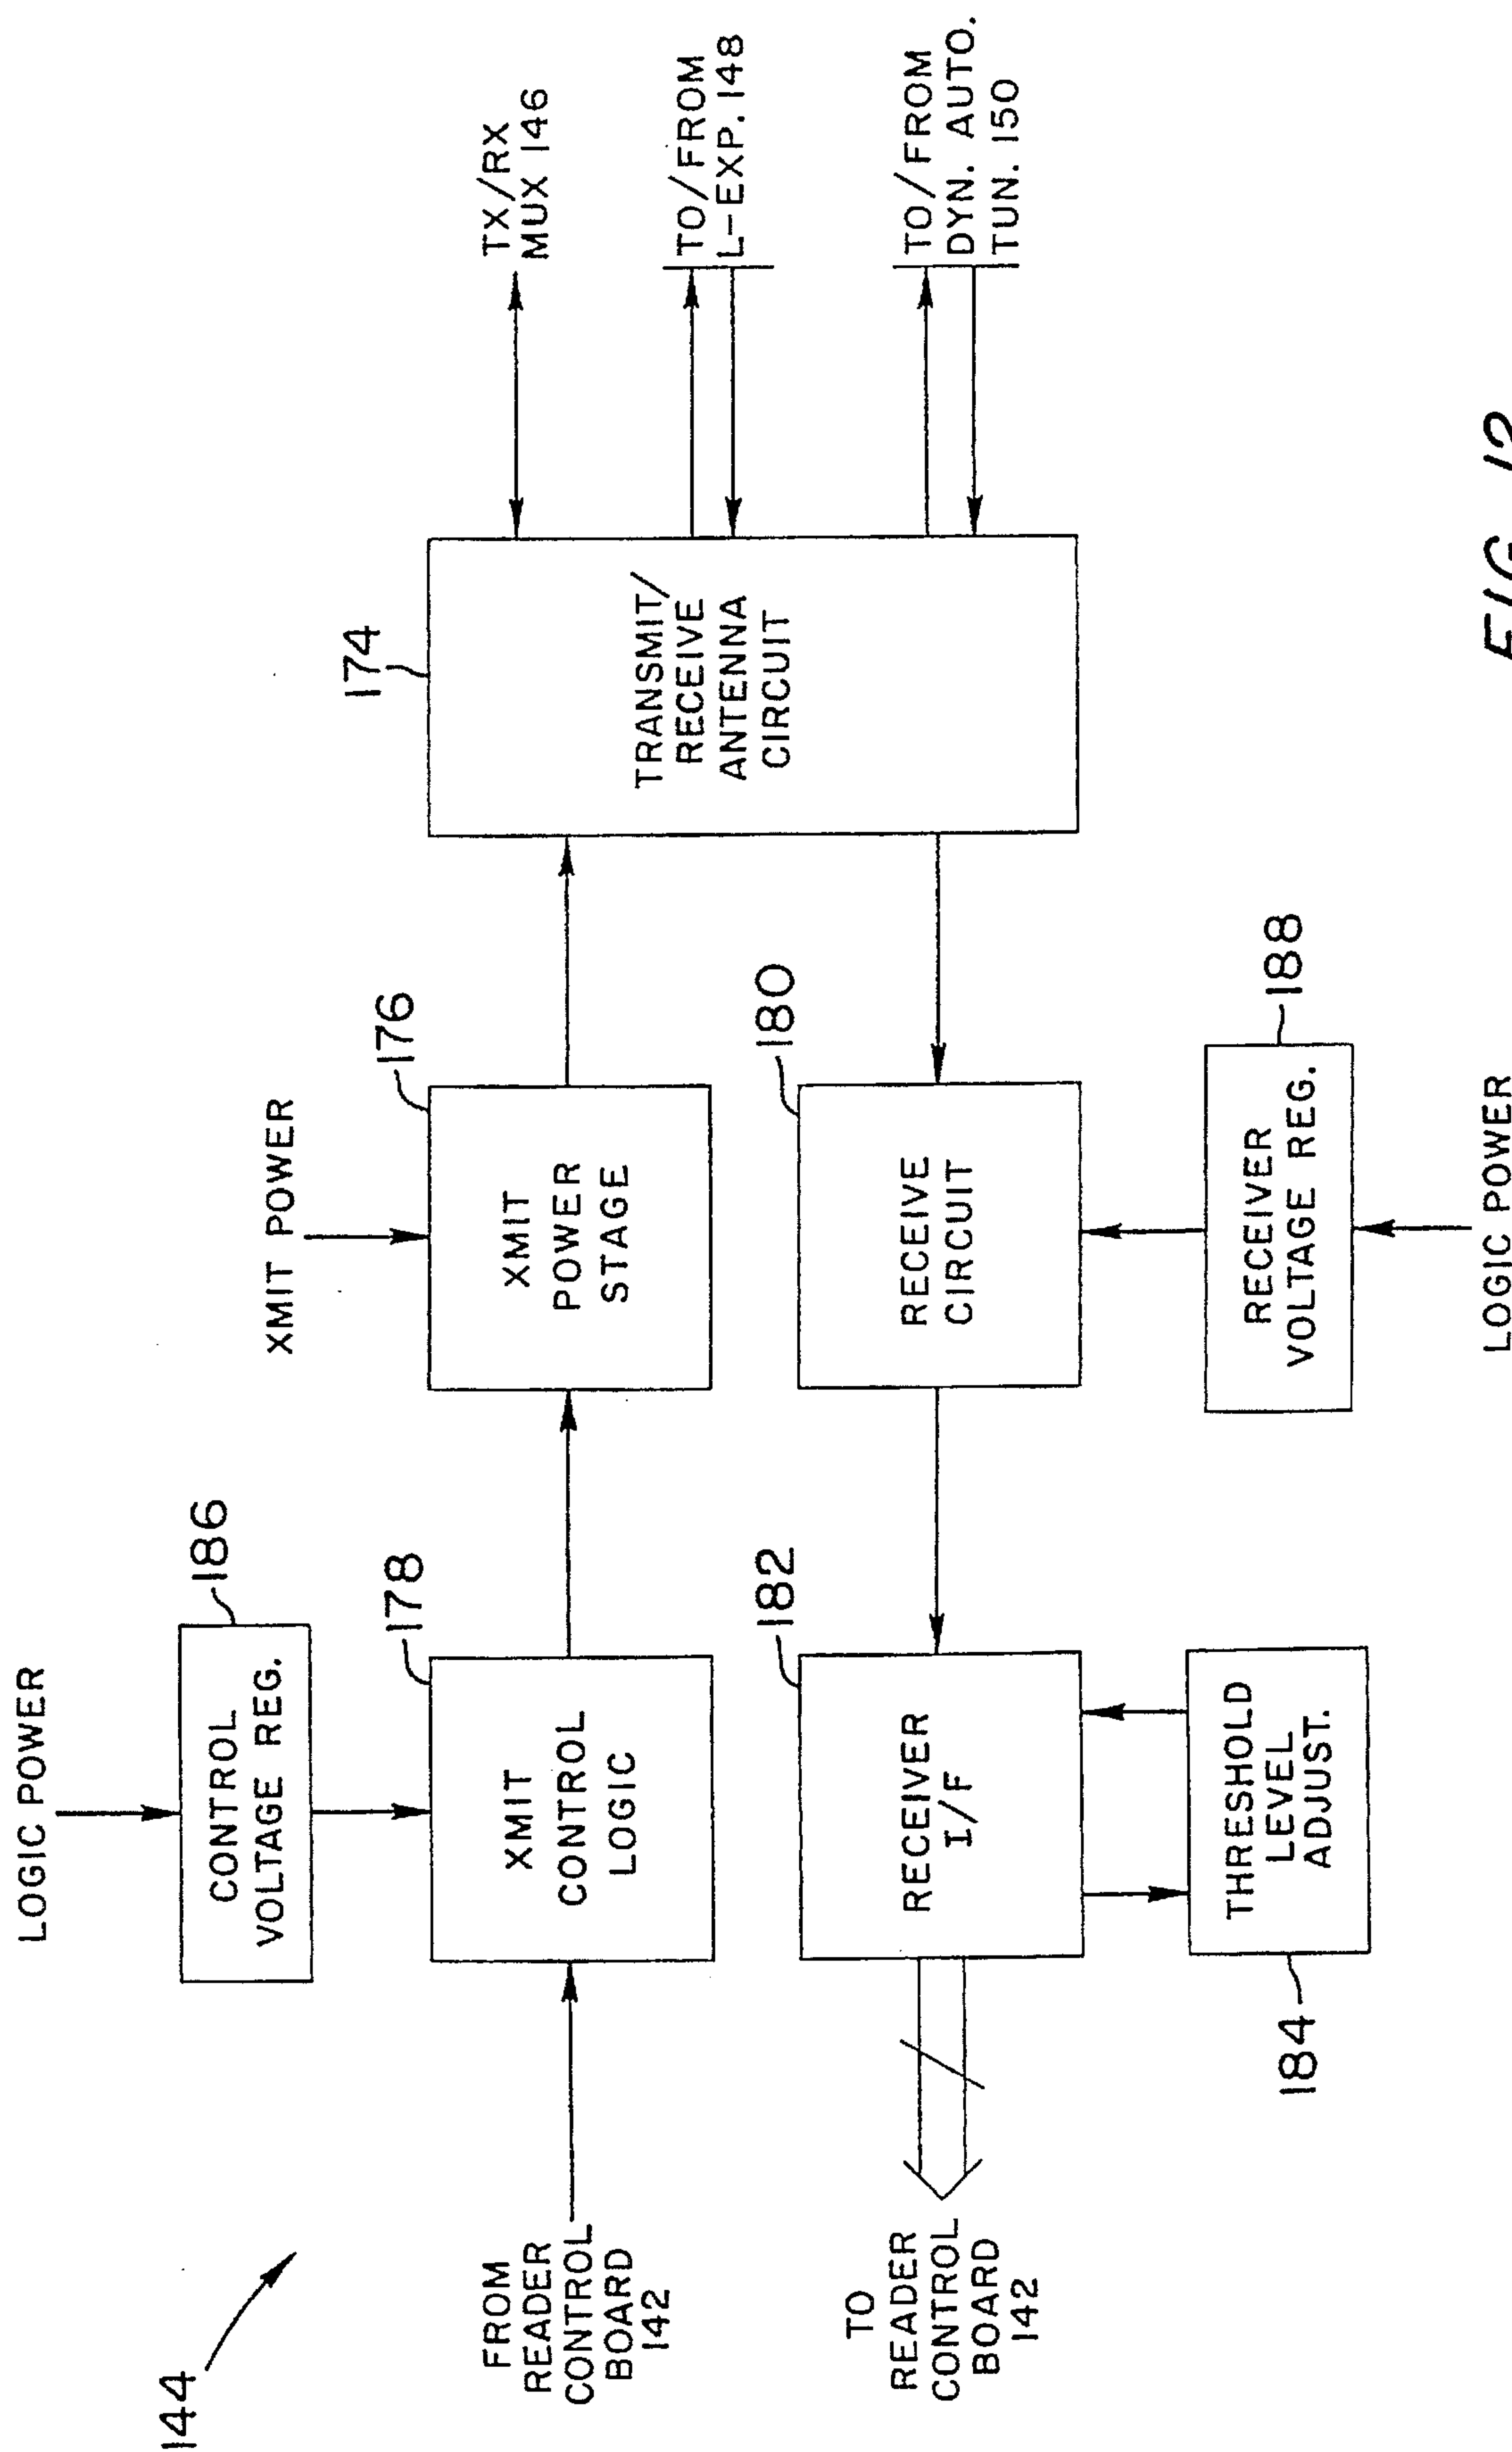 144
LOGIC POWER
CONTROL
VOLTAGE REG.
186
XMIT POWER
FROM
READER
CONTROL
BOARD
142
XMIT
CONTROL
LOGIC
178
XMIT
POWER
STAGE
176
TRANSMIT/
RECEIVE
ANTENNA
CIRCUIT
174
TX/RX
MUX 146
TO/FROM
L-EXP. 148
TO/FROM
DYN. AUTO.
TUN. 150
TO
READER
CONTROL
BOARD
142
RECEIVER
I/F
182
RECEIVE
CIRCUIT
180
THRESHOLD
LEVEL
ADJUST.
184
RECEIVER
VOLTAGE REG.
188
LOGIC POWER
FIG. 12